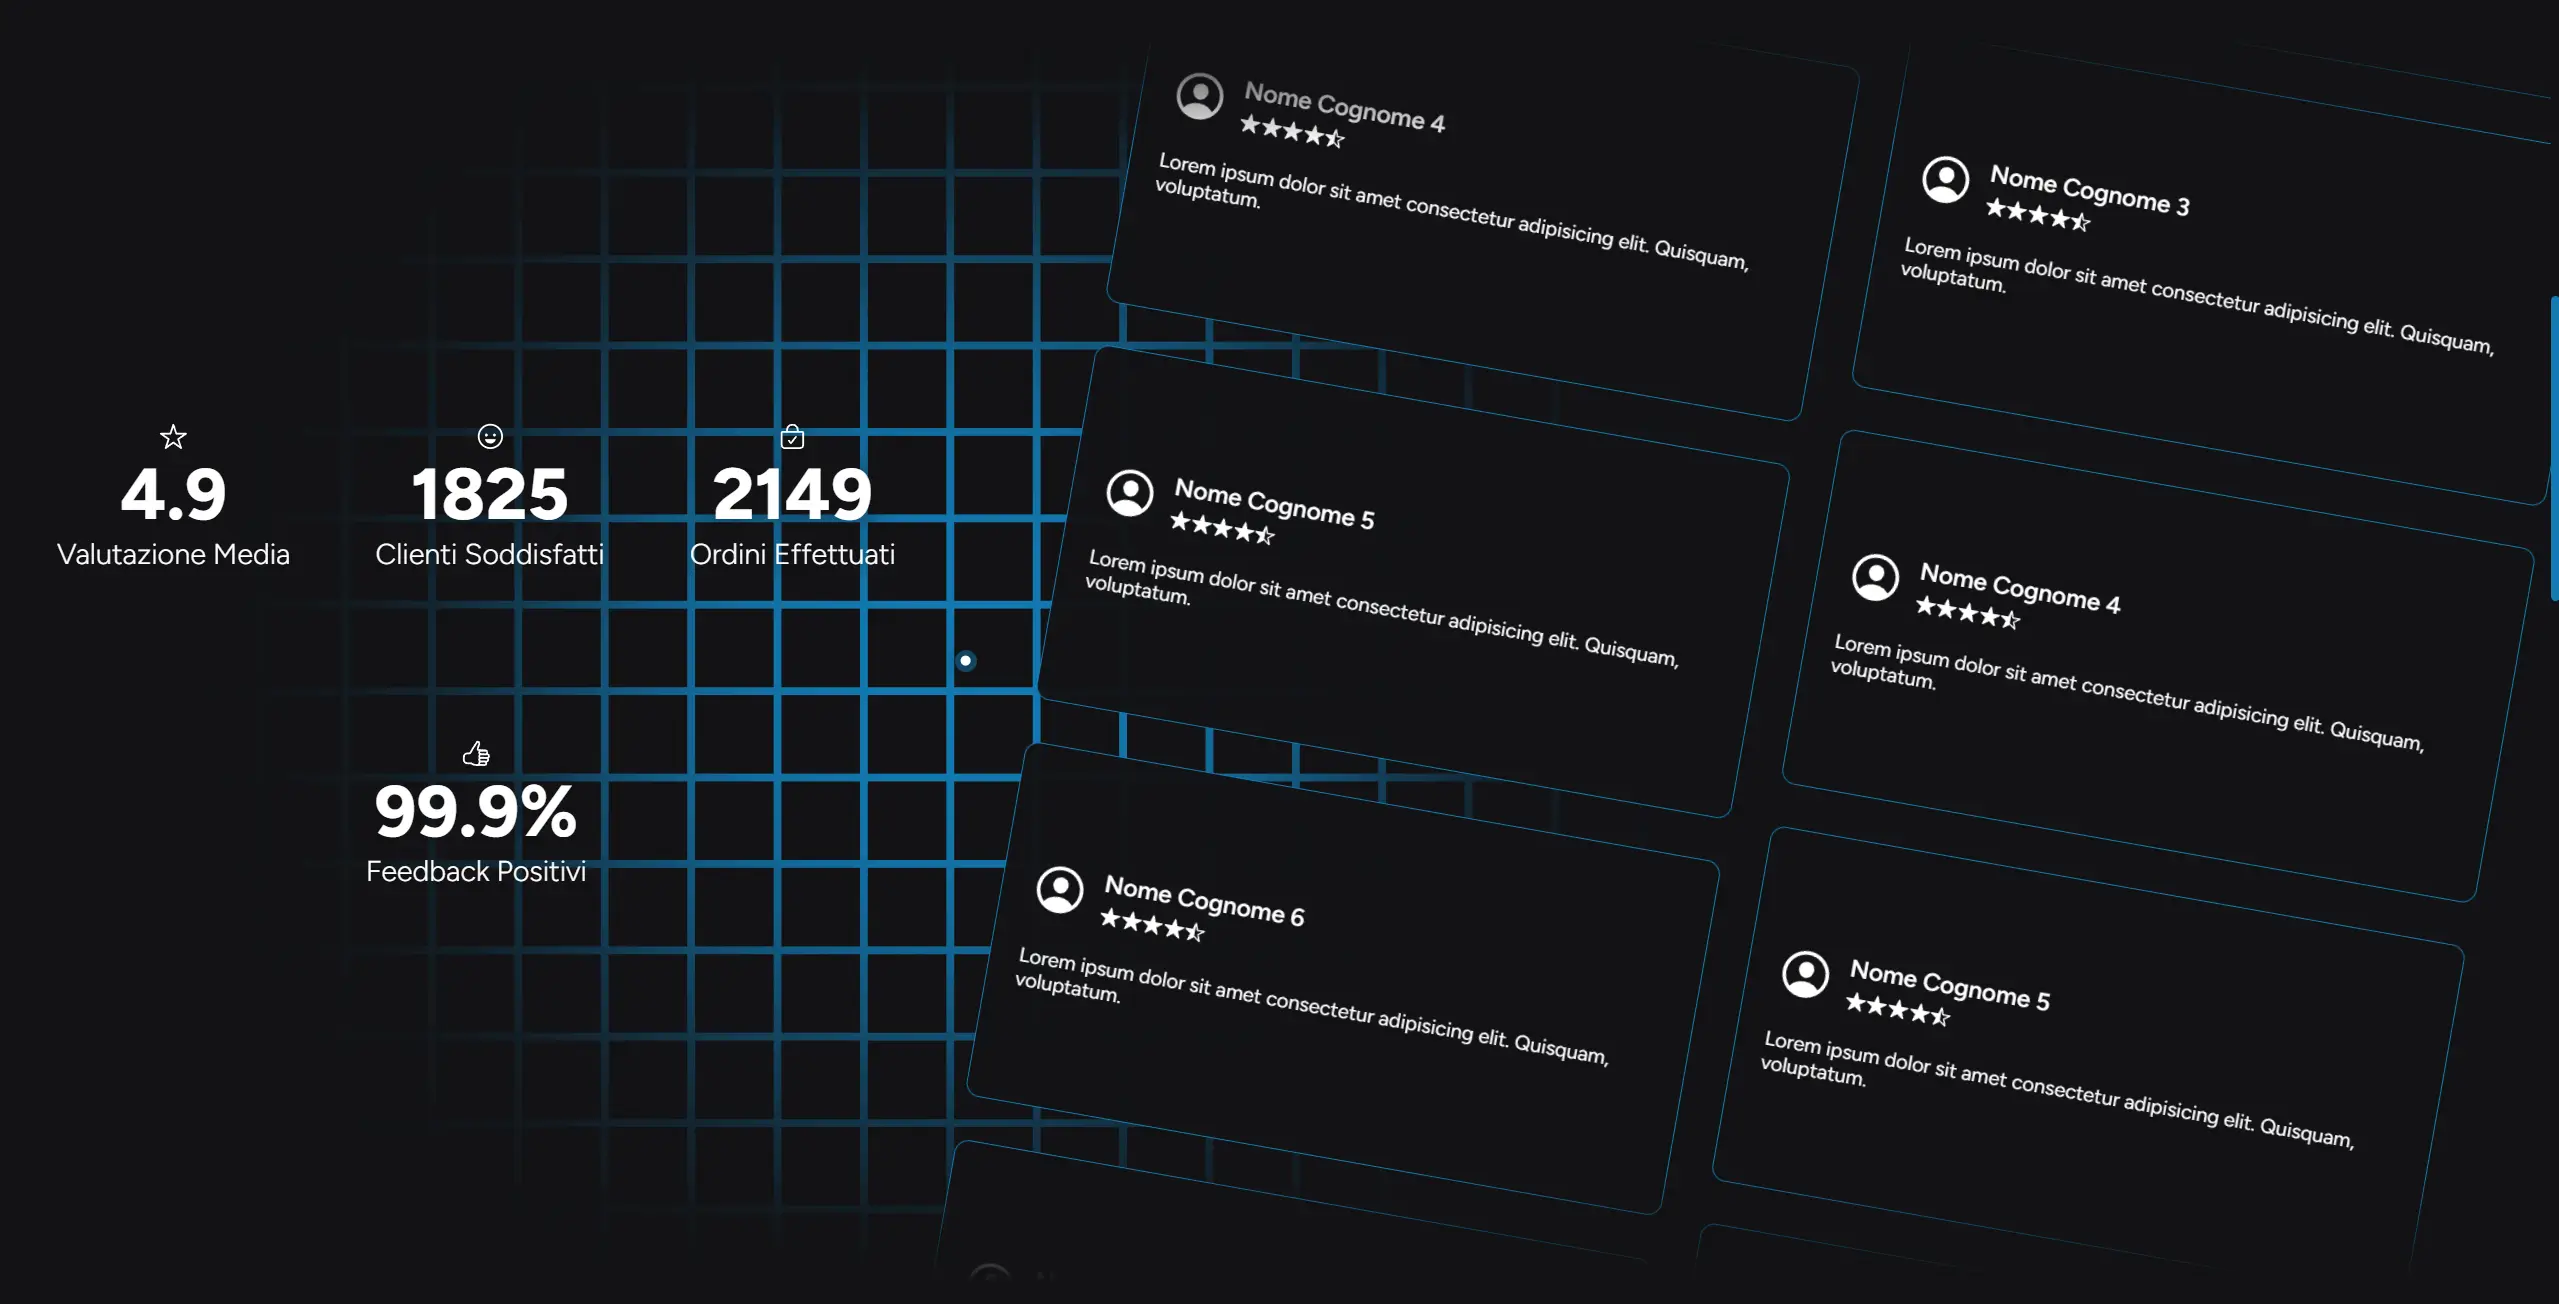 4.9
Valutazione Media
1825
Clienti Soddisfatti
2149
Ordini Effettuati
99.9%
Feedback Positivi
Nome Cognome 4
Lorem ipsum dolor sit amet consectetur adipisicing elit. Quisquam,
voluptatum.
Nome Cognome 5
Lorem ipsum dolor sit amet consectetur adipisicing elit. Quisquam,
voluptatum.
Nome Cognome 6
Lorem ipsum dolor sit amet consectetur adipisicing elit. Quisquam,
voluptatum.
Nome Cognome 3
Lorem ipsum dolor sit amet consectetur adipisicing elit. Quisquam,
voluptatum.
Nome Cognome 4
Lorem ipsum dolor sit amet consectetur adipisicing elit. Quisquam,
voluptatum.
Nome Cognome 5
Lorem ipsum dolor sit amet consectetur adipisicing elit. Quisquam,
voluptatum.